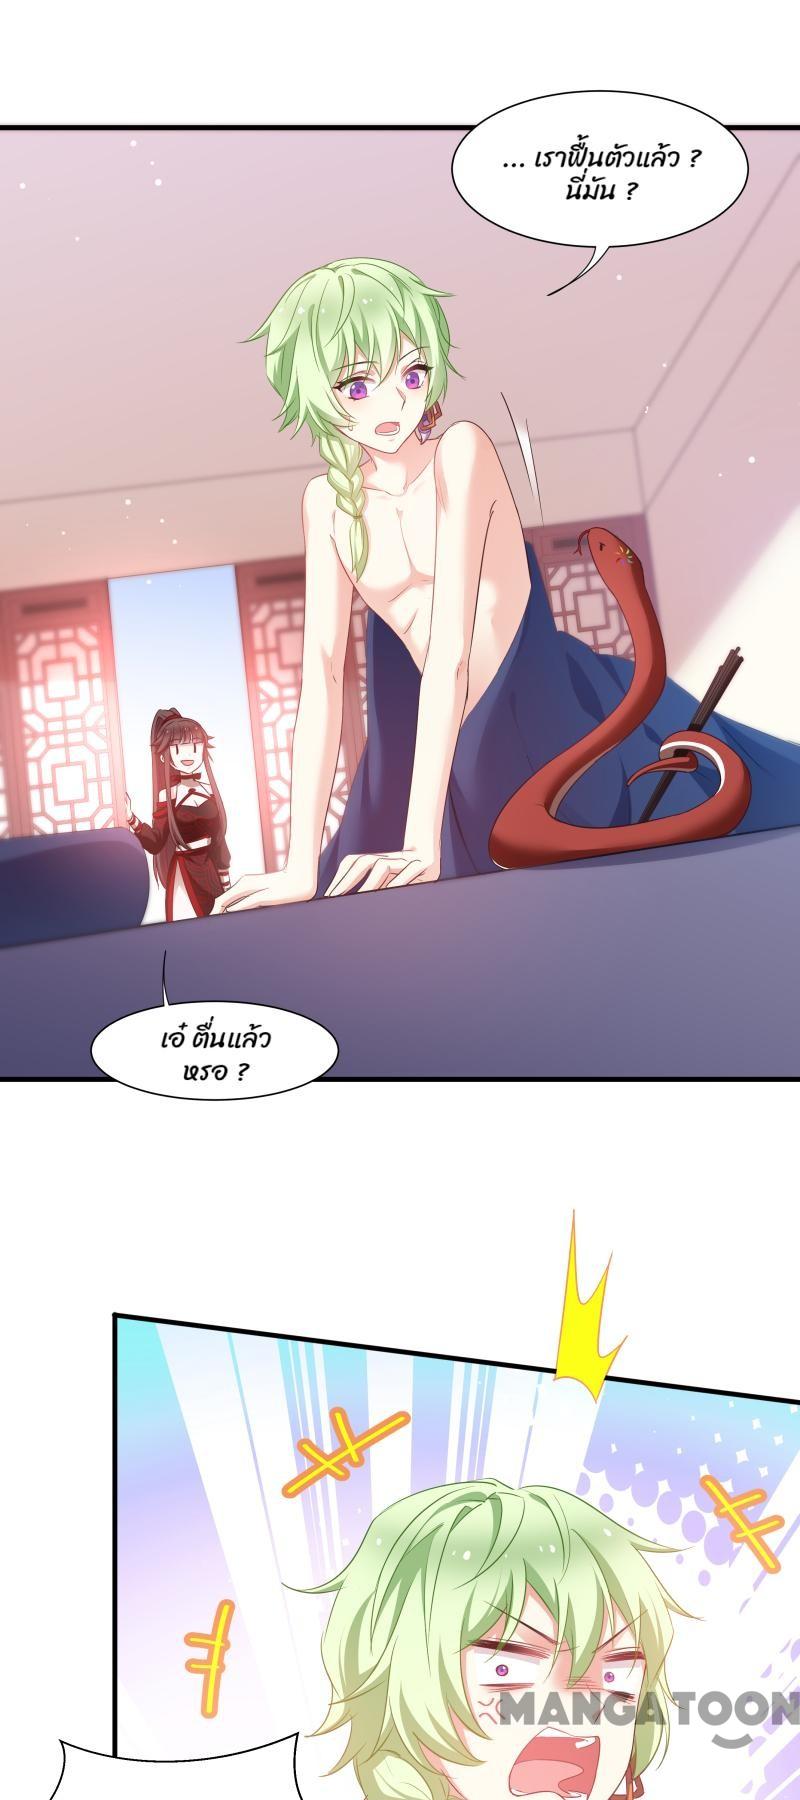 ... เราฟื้นตัวแล้ว ?
นี่มัน ?
เอ๋ ตื่นแล้ว
หรอ ?
MANGATOON